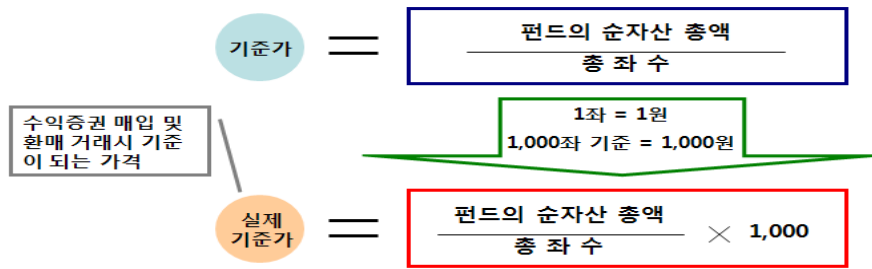 기준가
펀드의 순자산 총액
총 좌 수
수익증권 매입 및
환매 거래시 기준
이 되는 가격
1좌 = 1원
1,000좌 기준 = 1,000원
실제
기준가
펀드의 순자산 총액
총 좌 수
× 1,000